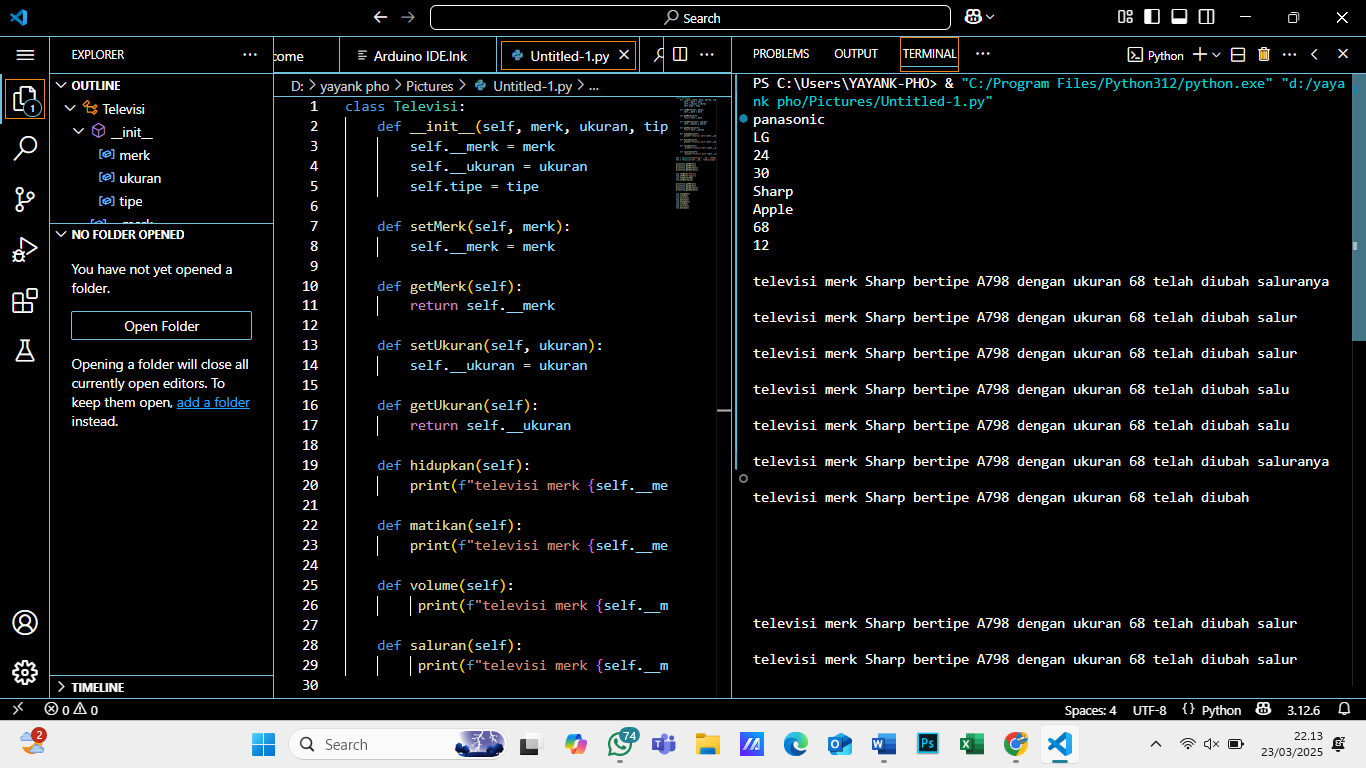 Search
EXPLORER
OUTLINE
Televisi
__init__
merk
ukuran
tipe
NO FOLDER OPENED
You have not yet opened a
folder.
Open Folder
Opening a folder will close all
currently open editors. To
keep them open, add a folder
instead.
TIMELINE
1
come
Arduino IDE.lnk
Untitled-1.py
D: > yayank pho > Pictures > Untitled-1.py > ...
1 class Televisi:
2 def __init__(self, merk, ukuran, tip
3 self.__merk = merk
4 self.__ukuran = ukuran
5 self.tipe = tipe
6
7 def setMerk(self, merk):
8 self.__merk = merk
9
10 def getMerk(self):
11 return self.__merk
12
13 def setUkuran(self, ukuran):
14 self.__ukuran = ukuran
15
16 def getUkuran(self):
17 return self.__ukuran
18
19 def hidupkan(self):
20 print(f"televisi merk {self.__me
21
22 def matikan(self):
23 print(f"televisi merk {self.__me
24
25 def volume(self):
26 print(f"televisi merk {self.__m
27
28 def saluran(self):
29 print(f"televisi merk {self.__m
30
PROBLEMS OUTPUT TERMINAL
Python
PS C:\Users\YAYANK-PHO> & "C:/Program Files/Python312/python.exe" "d:/yaya
nk pho/Pictures/Untitled-1.py"
panasonic
LG
24
30
Sharp
Apple
68
12
televisi merk Sharp bertipe A798 dengan ukuran 68 telah diubah saluranya
televisi merk Sharp bertipe A798 dengan ukuran 68 telah diubah salur
televisi merk Sharp bertipe A798 dengan ukuran 68 telah diubah salur
televisi merk Sharp bertipe A798 dengan ukuran 68 telah diubah salu
televisi merk Sharp bertipe A798 dengan ukuran 68 telah diubah salu
televisi merk Sharp bertipe A798 dengan ukuran 68 telah diubah saluranya
televisi merk Sharp bertipe A798 dengan ukuran 68 telah diubah
televisi merk Sharp bertipe A798 dengan ukuran 68 telah diubah salur
televisi merk Sharp bertipe A798 dengan ukuran 68 telah diubah salur
0 0
Spaces: 4 UTF-8 {} Python 3.12.6
2
Search
74
Ps
22.13
23/03/2025